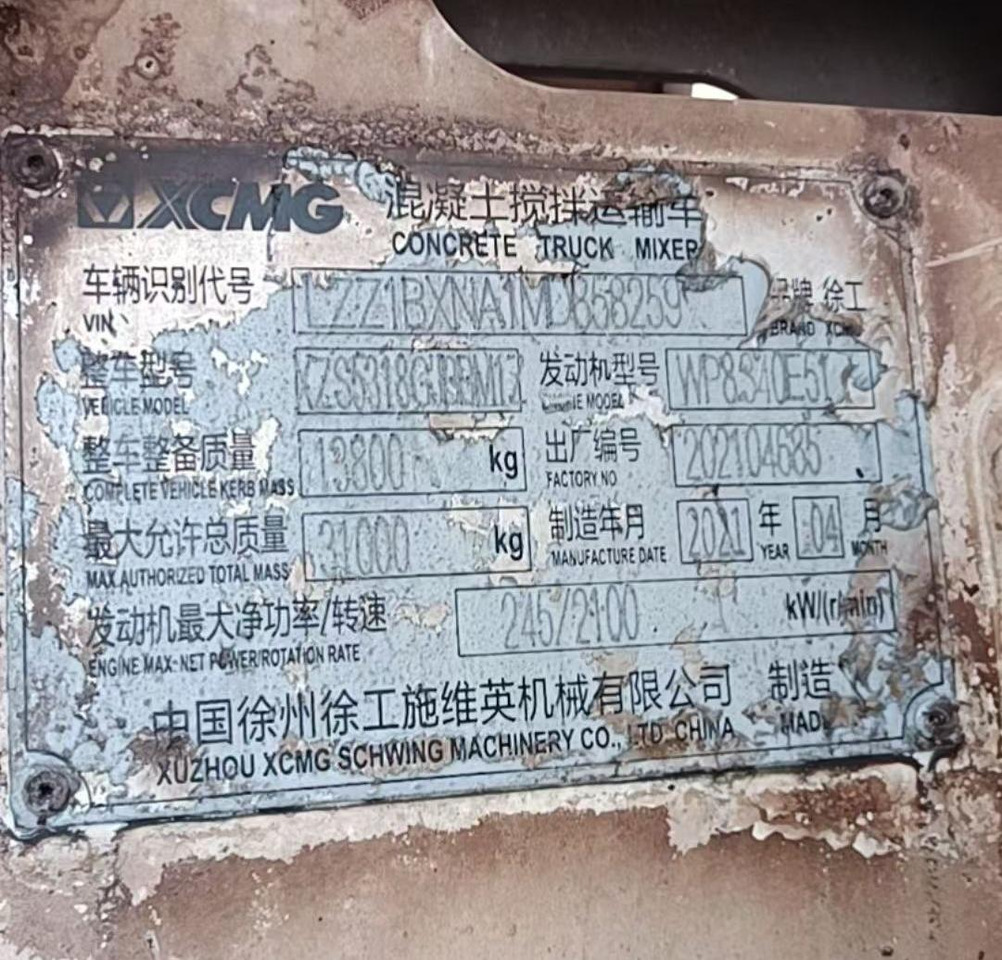 XCMG 混凝土搅拌运输车
CONCRETE TRUCK MIXER
车辆识别代号 LZZ1BXNA1MD858259 品牌 徐工
VIN BRAND XCMG
整车型号 发动机型号
VEHICLE MODEL ENGINE MODEL
整车整备质量 13800 kg 出厂编号 202104685
COMPLETE VEHICLE KERB MASS FACTORY NO
最大允许总质量 31000 kg 制造年月 2021 年 04 月
MAX AUTHORIZED TOTAL MASS MANUFACTURE DATE YEAR MONTH
发动机最大净功率/转速 245/2100 kW/(r/min)
ENGINE MAX-NET POWER/ROTATION RATE
中国徐州徐工施维英机械有限公司 制造
XUZHOU XCMG SCHWING MACHINERY CO., LTD CHINA MADE